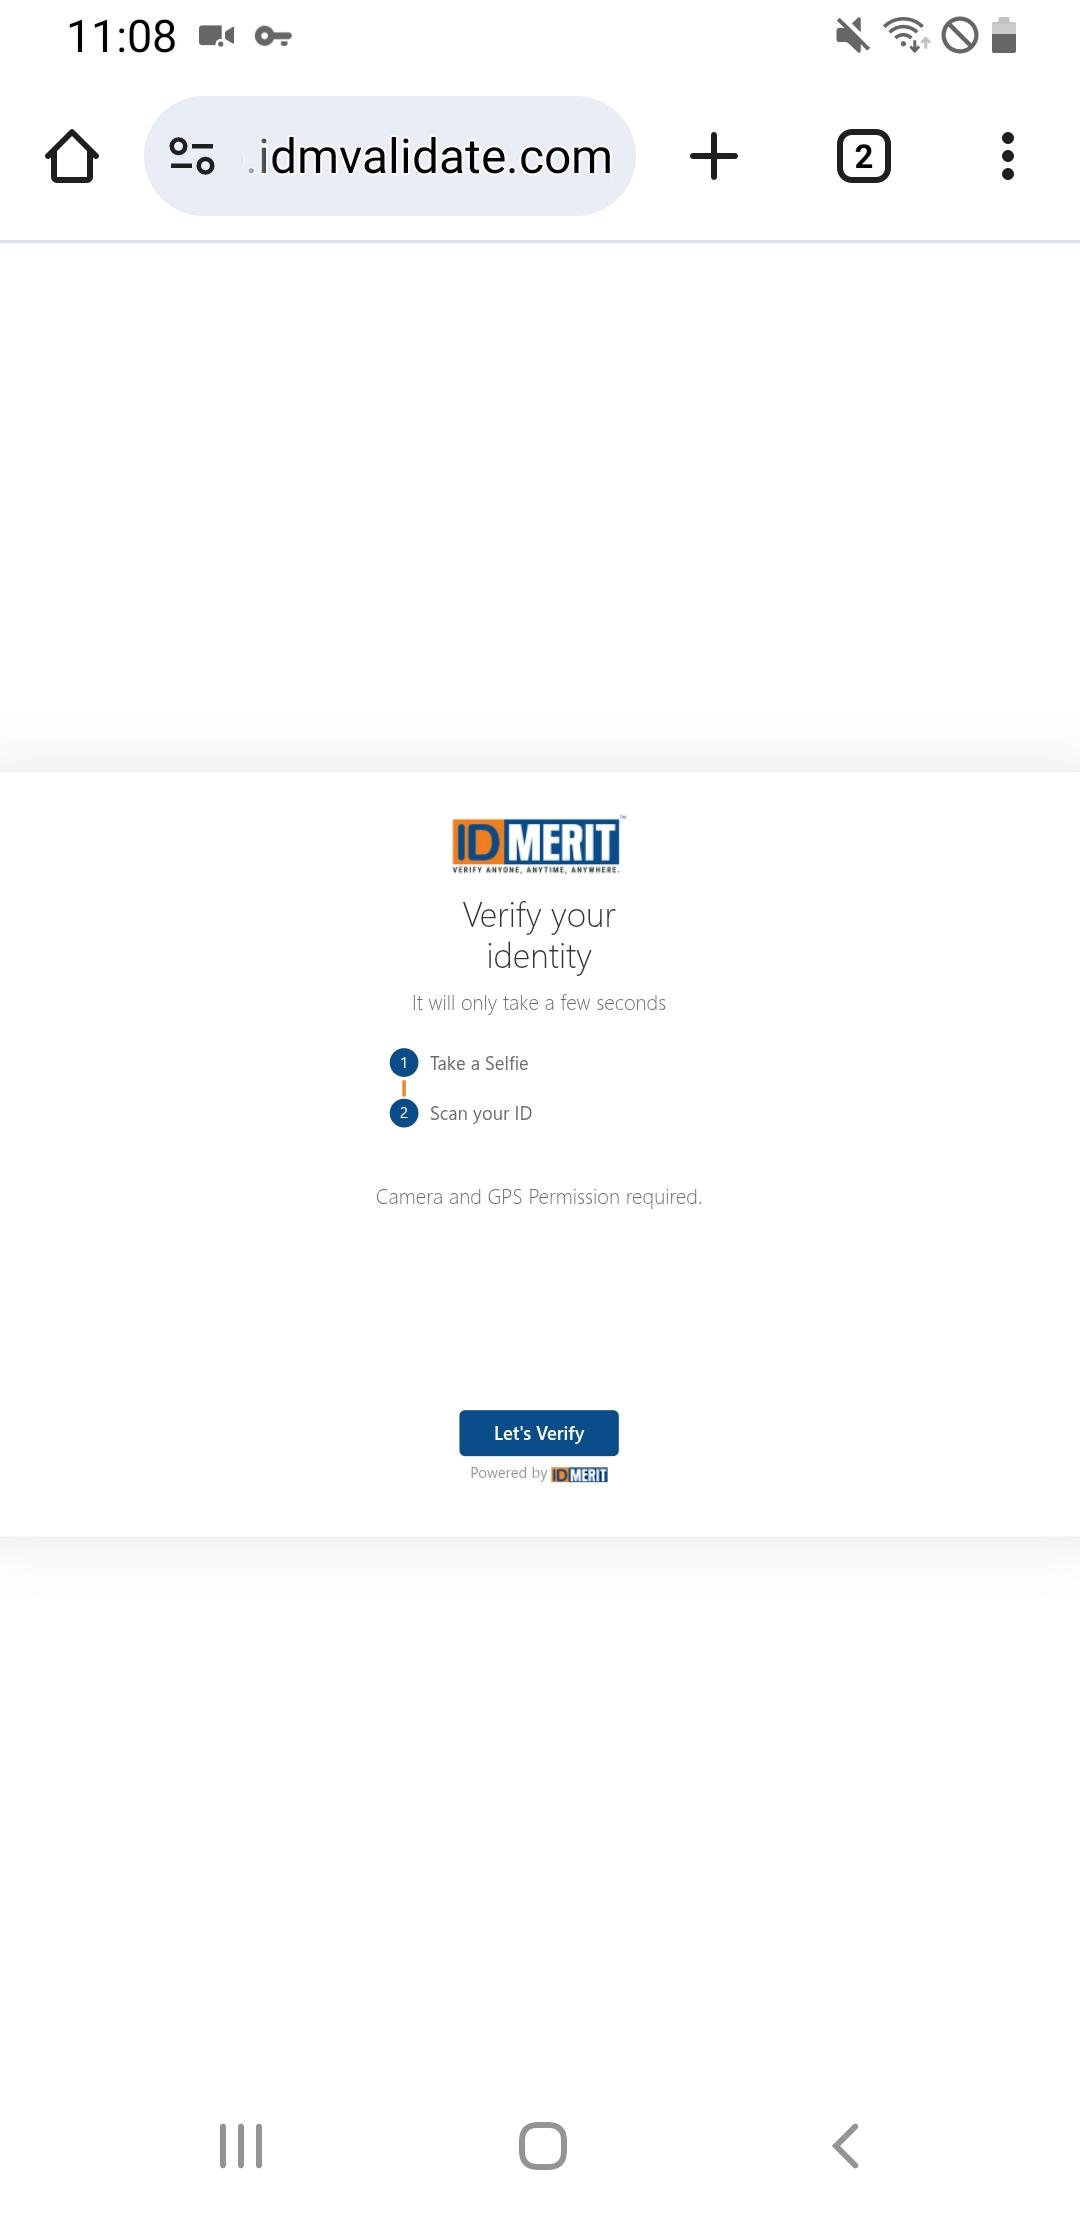 11:08
.idmvalidate.com
2
IDMERIT™
VERIFY ANYONE, ANYTIME, ANYWHERE.
Verify your
identity
It will only take a few seconds
1 Take a Selfie
2 Scan your ID
Camera and GPS Permission required.
Let's Verify
Powered by IDMERIT